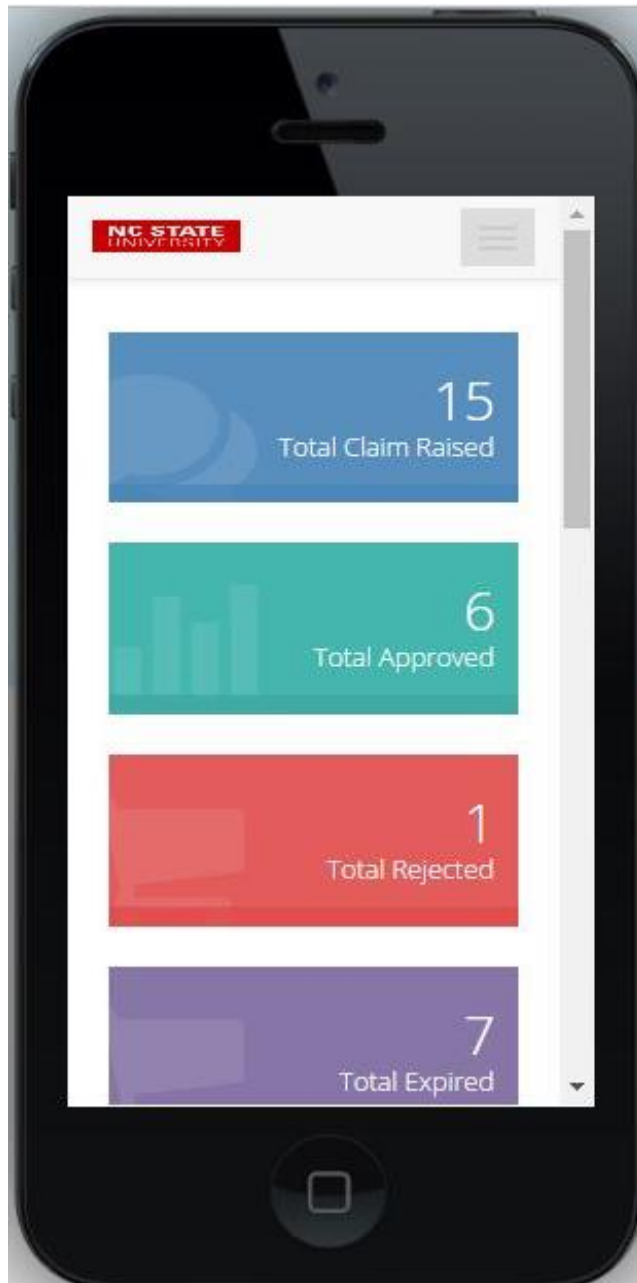 NC STATE
UNIVERSITY
15
Total Claim Raised
6
Total Approved
1
Total Rejected
7
Total Expired